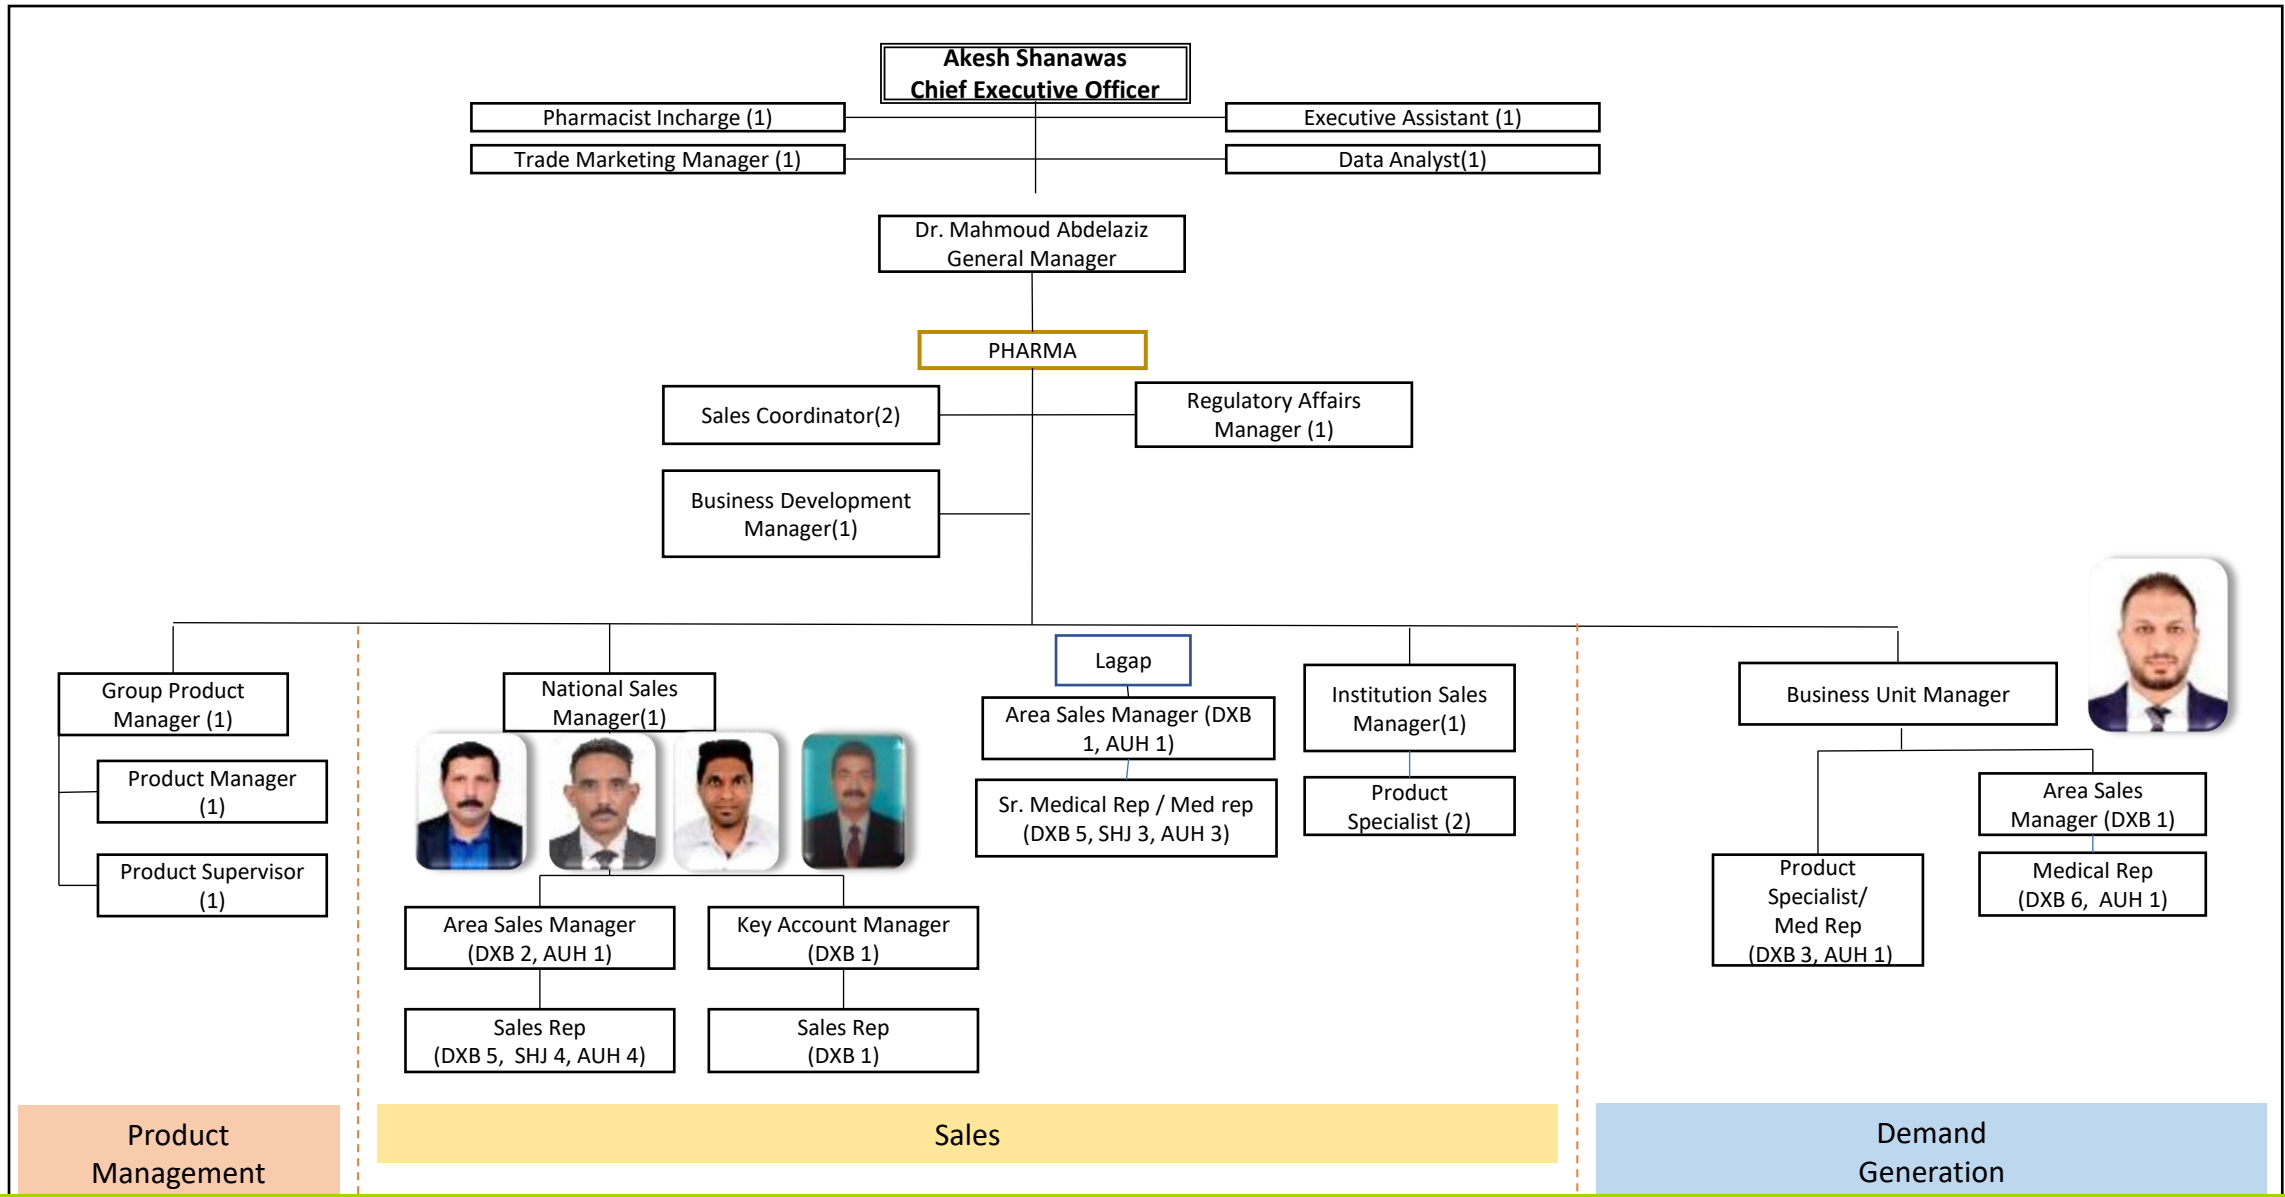 Akesh Shanawas
Chief Executive Officer
Pharmacist Incharge (1)
Executive Assistant (1)
Trade Marketing Manager (1)
Data Analyst(1)
Dr. Mahmoud Abdelaziz
General Manager
PHARMA
Sales Coordinator(2)
Regulatory Affairs
Manager (1)
Business Development
Manager(1)
Group Product
Manager (1)
Product Manager
(1)
Product Supervisor
(1)
National Sales
Manager(1)
Area Sales Manager
(DXB 2, AUH 1)
Sales Rep
(DXB 5,  SHJ 4, AUH 4)
Key Account Manager
(DXB 1)
Sales Rep
(DXB 1)
Lagap
Area Sales Manager (DXB
1, AUH 1)
Sr. Medical Rep / Med rep
(DXB 5, SHJ 3, AUH 3)
Institution Sales
Manager(1)
Product
Specialist (2)
Business Unit Manager
Product
Specialist/
Med Rep
(DXB 3, AUH 1)
Area Sales
Manager (DXB 1)
Medical Rep
(DXB 6,  AUH 1)
Product
Management
Sales
Demand
Generation